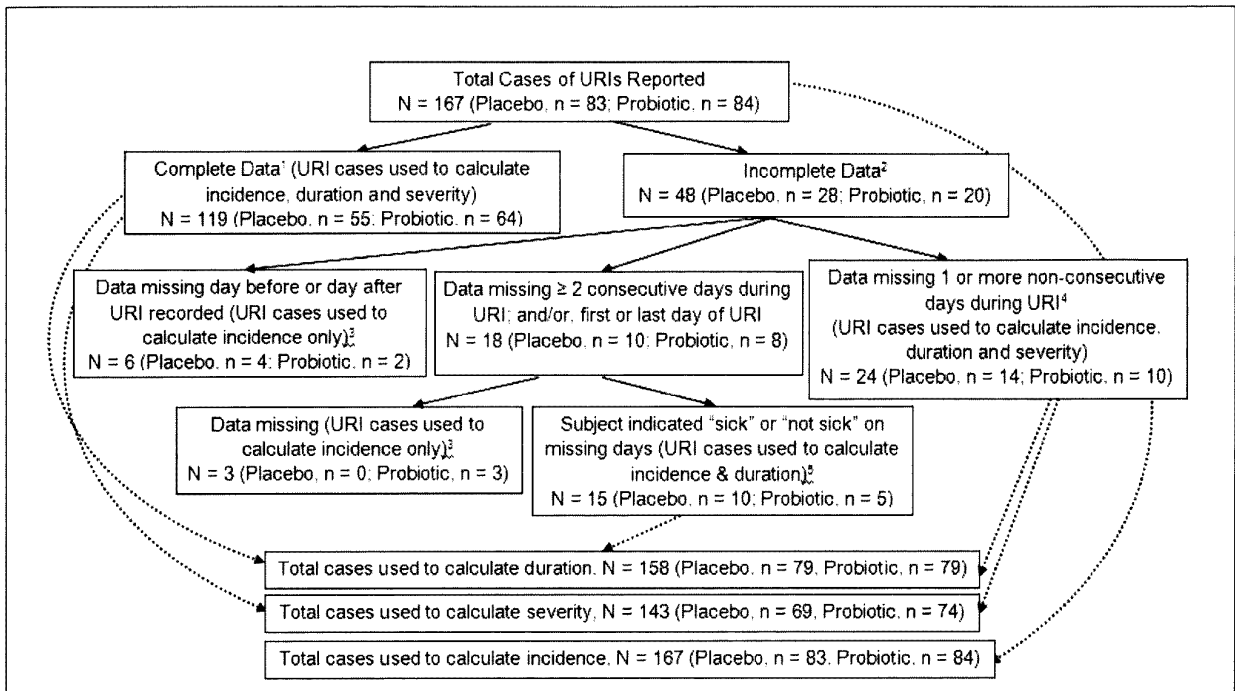 Total Cases of URIs Reported
N = 167 (Placebo, n = 83; Probiotic, n = 84)
Complete Data¹ (URI cases used to calculate
incidence, duration and severity)
N = 119 (Placebo, n = 55; Probiotic, n = 64)
Incomplete Data²
N = 48 (Placebo, n = 28; Probiotic, n = 20)
Data missing day before or day after
URI recorded (URI cases used to
calculate incidence only)³
N = 6 (Placebo, n = 4; Probiotic, n = 2)
Data missing ≥ 2 consecutive days during
URI; and/or, first or last day of URI
N = 18 (Placebo, n = 10; Probiotic, n = 8)
Data missing 1 or more non-consecutive
days during URI⁴
(URI cases used to calculate incidence,
duration and severity)
N = 24 (Placebo, n = 14; Probiotic, n = 10)
Data missing (URI cases used to
calculate incidence only)³
N = 3 (Placebo, n = 0; Probiotic, n = 3)
Subject indicated “sick” or “not sick” on
missing days (URI cases used to calculate
incidence & duration)⁵
N = 15 (Placebo, n = 10; Probiotic, n = 5)
Total cases used to calculate duration, N = 158 (Placebo, n = 79, Probiotic, n = 79)
Total cases used to calculate severity, N = 143 (Placebo, n = 69, Probiotic, n = 74)
Total cases used to calculate incidence, N = 167 (Placebo, n = 83, Probiotic, n = 84)